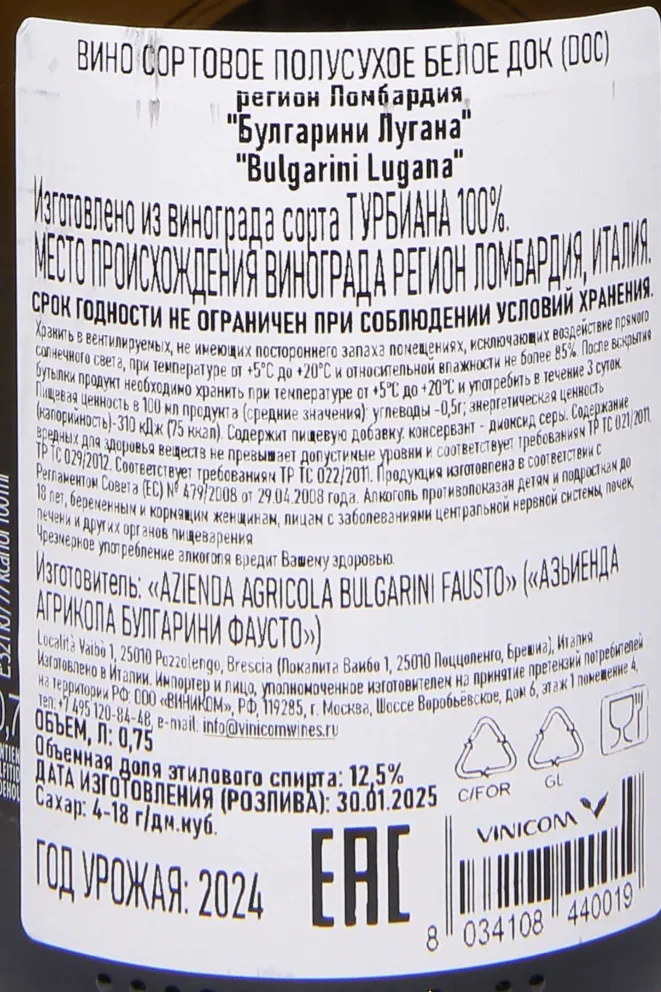 ВИНО СОРТОВОЕ ПОЛУСУХОЕ БЕЛОЕ ДОК (DOC)
регион Ломбардия
"Булгарини Лугана"
"Bulgarini Lugana"
Изготовлено из винограда сорта ТУРБИАНА 100%.
МЕСТО ПРОИСХОЖДЕНИЯ ВИНОГРАДА РЕГИОН ЛОМБАРДИЯ, ИТАЛИЯ.
СРОК ГОДНОСТИ НЕ ОГРАНИЧЕН ПРИ СОБЛЮДЕНИИ УСЛОВИЙ ХРАНЕНИЯ.
Хранить в вентилируемых, не имеющих постороннего запаха помещениях, исключающих воздействие прямого
солнечного света, при температуре от +5°С до +20°С и относительной влажности не более 85%. После вскрытия
бутылки продукт необходимо хранить при температуре от +5°С до +20°С и употребить в течение 3 суток.
Пищевая ценность в 100 мл продукта (средние значения): углеводы -0,5г; энергетическая ценность
(калорийность)-310 кДж (75 ккал). Содержит пищевую добавку: консервант - диоксид серы. Содержание
вредных для здоровья веществ не превышает допустимые уровни и соответствует требованиям ТР ТС 021/2011,
ТР ТС 029/2012. Соответствует требованиям ТР ТС 022/2011. Продукция изготовлена в соответствии с
Регламентом Совета (ЕС) № 479/2008 от 29.04.2008 года. Алкоголь противопоказан детям и подросткам до
18 лет, беременным и кормящим женщинам, лицам с заболеваниями центральной нервной системы, почек,
печени и других органов пищеварения
Чрезмерное употребление алкоголя вредит Вашему здоровью.
Изготовитель: «AZIENDA AGRICOLA BULGARINI FAUSTO» («АЗЬИЕНДА
АГРИКОЛА БУЛГАРИНИ ФАУСТО»)
Località Vaibò 1, 25010 Pozzolengo, Brescia (Локалита Ваибо 1, 25010 Поццоленго, Брешиа), Италия
Изготовлено в Италии. Импортер и лицо, уполномоченное изготовителем на принятие претензий потребителей
на территории РФ: ООО «ВИНИКОМ», РФ, 119285, г. Москва, Шоссе Воробьёвское, дом 6, этаж 1 помещение 4,
тел: +7 495 120-84-48, e-mail: info@vinicomwines.ru
ОБЪЕМ, Л: 0,75
Объемная доля этилового спирта: 12,5%
ДАТА ИЗГОТОВЛЕНИЯ (РОЗЛИВА): 30.01.2025
Сахар: 4-18 г/дм.куб.
C/FOR GL
ГОД УРОЖАЯ: 2024
EAC
VINICOM
8 034108 440019